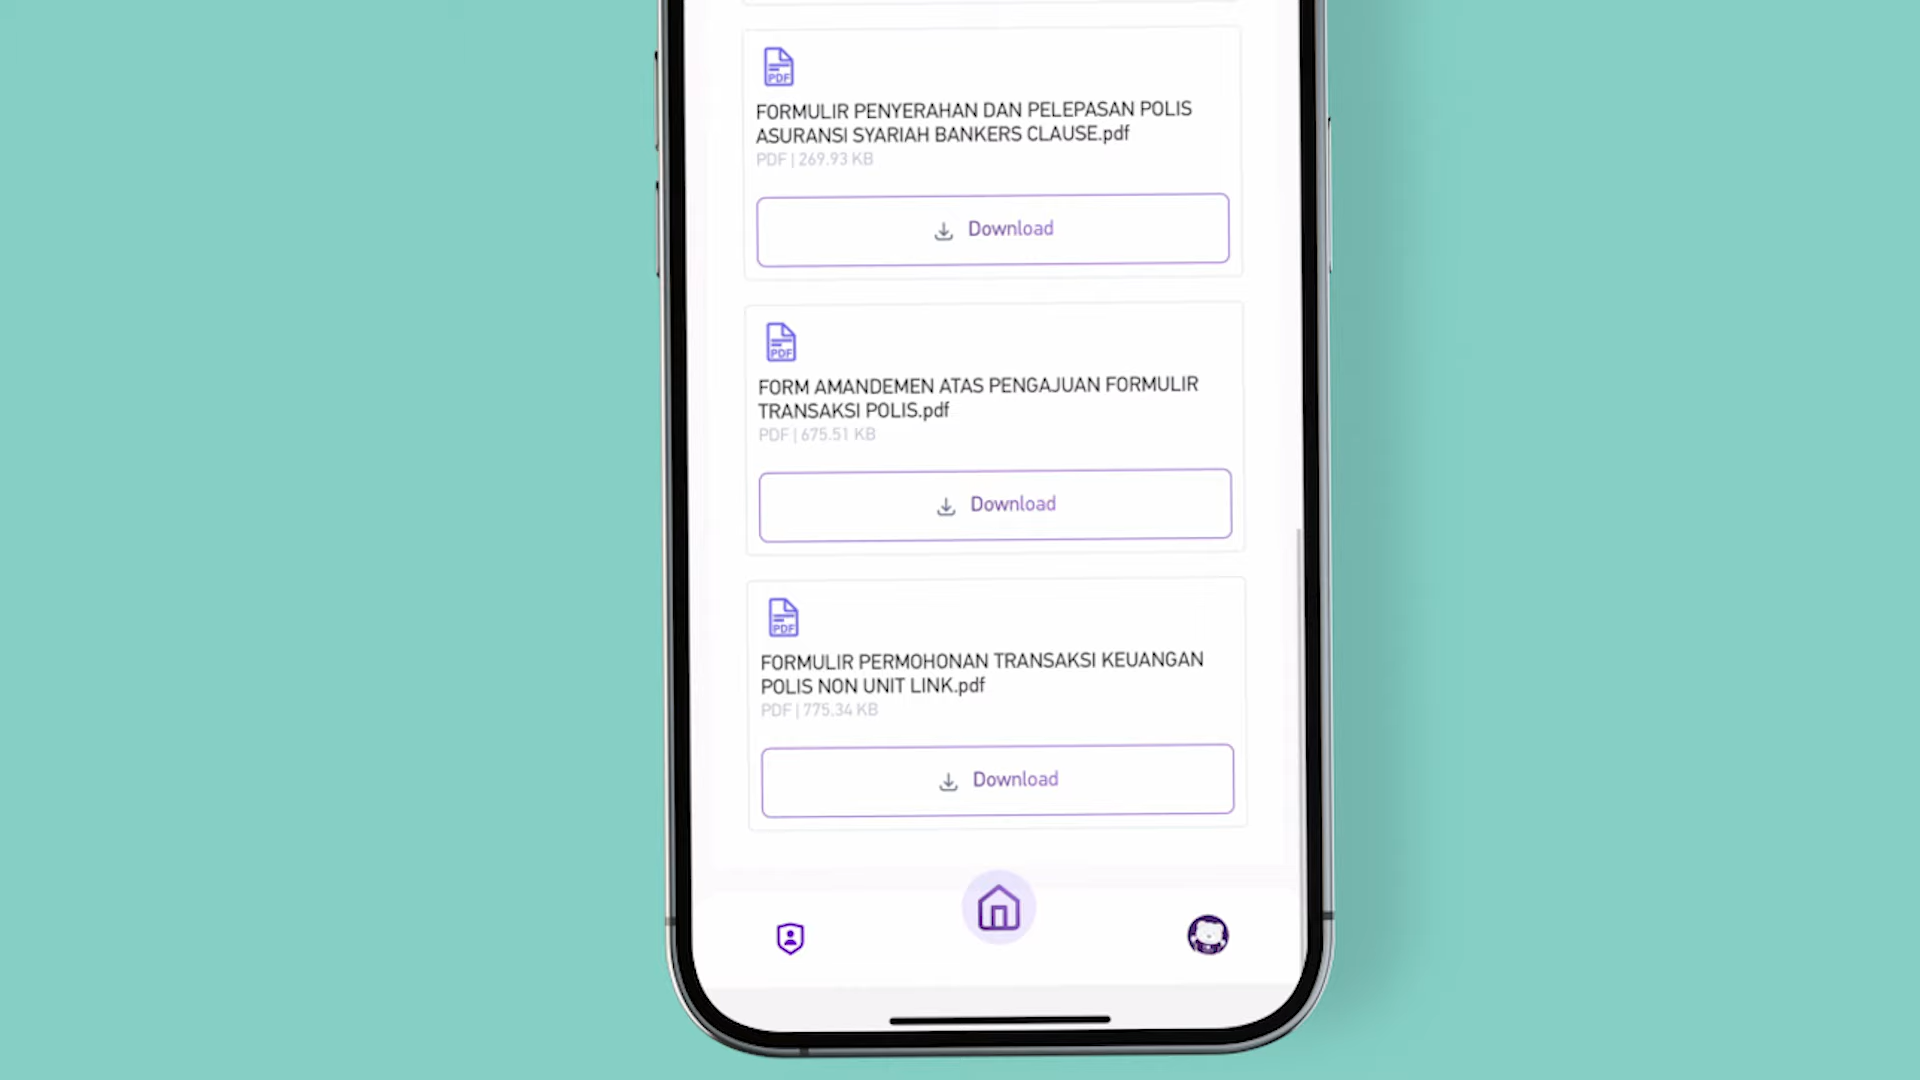 PDF
FORMULIR PENYERAHAN DAN PELEPASAN POLIS
ASURANSI SYARIAH BANKERS CLAUSE.pdf
PDF | 269.93 KB
Download
PDF
FORM AMANDEMEN ATAS PENGAJUAN FORMULIR
TRANSAKSI POLIS.pdf
PDF | 675.51 KB
Download
PDF
FORMULIR PERMOHONAN TRANSAKSI KEUANGAN
POLIS NON UNIT LINK.pdf
PDF | 775.34 KB
Download